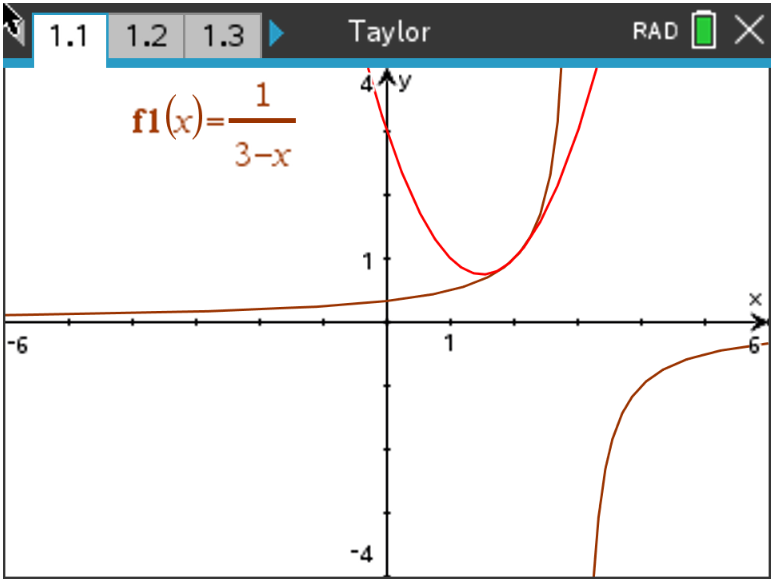 1.1 1.2 1.3 Taylor RAD
4 y
f1(x)=1/(3-x)
1
x
-6 1 6
-4